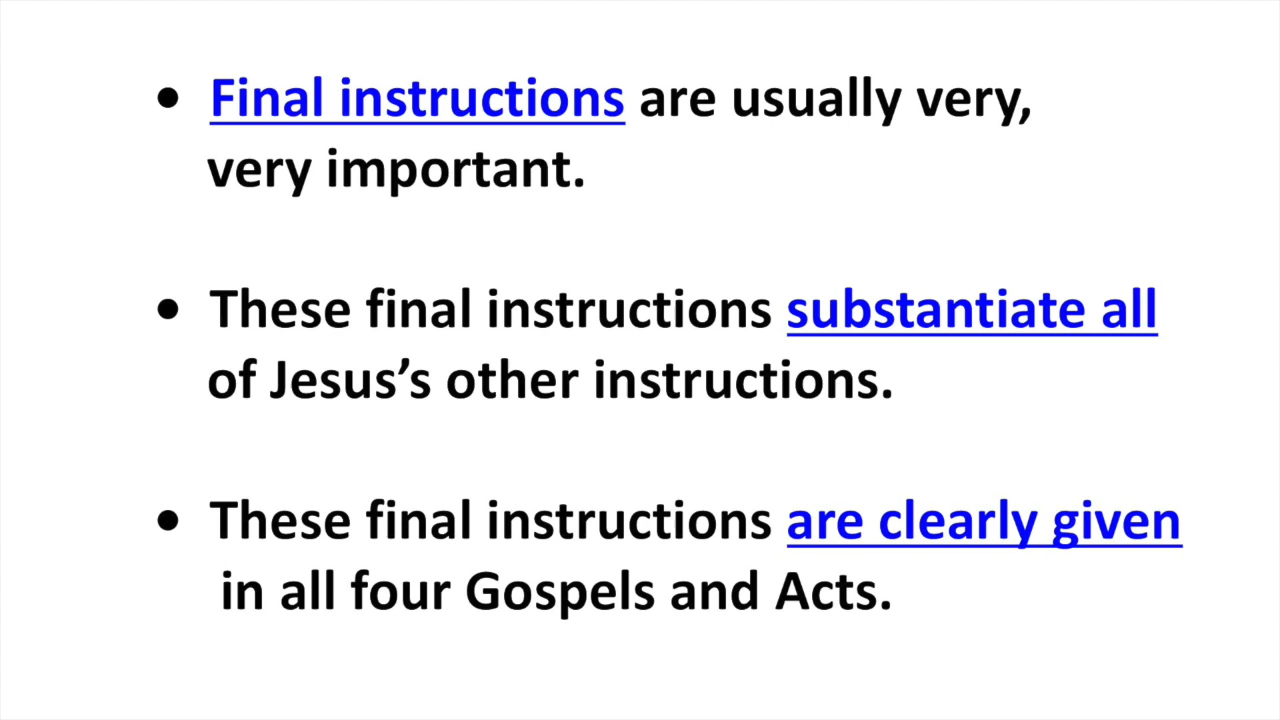 • Final instructions are usually very,
very important.
• These final instructions substantiate all
of Jesus’s other instructions.
• These final instructions are clearly given
in all four Gospels and Acts.